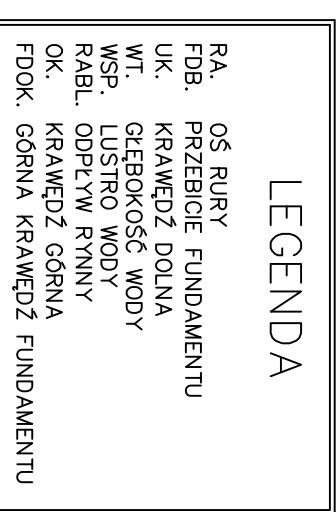 LEGENDA
RA. OŚ RURY
FDB. PRZEBICIE FUNDAMENTU
UK. KRAWĘDŹ DOLNA
WT. GŁĘBOKOŚĆ WODY
WSP. LUSTRO WODY
RABL. ODPŁYW RYNNY
OK. KRAWĘDŹ GÓRNA
FDOK. GÓRNA KRAWĘDŹ FUNDAMENTU